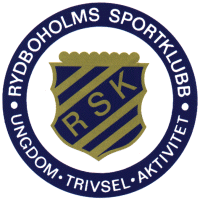 RYDBOHOLMS SPORTKLUBB
RSK
UNGDOM · TRIVSEL · AKTIVITET